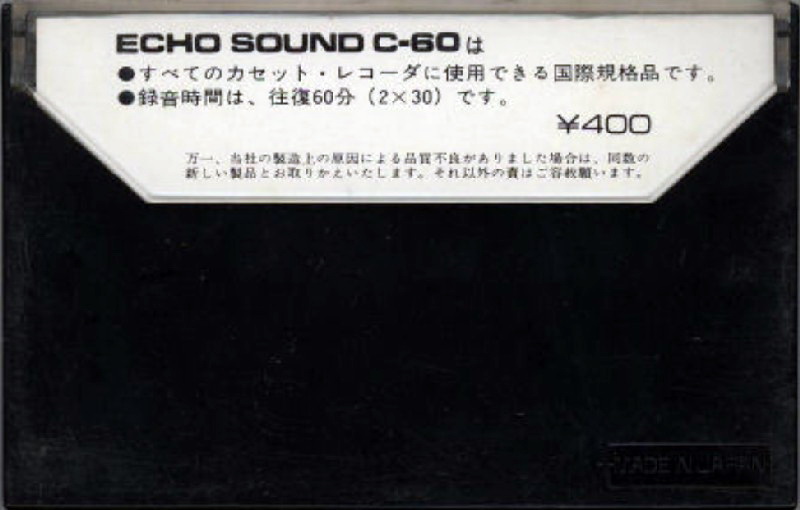 ECHO SOUND C-60は
●すべてのカセット・レコーダに使用できる国際規格品です。
●録音時間は、往復60分（2×30）です。
¥400
万一、当社の製造上の原因による品質不良がありました場合は、同数の
新しい製品とお取りかえいたします。それ以外の責はご容赦願います。
MADE IN JAPAN